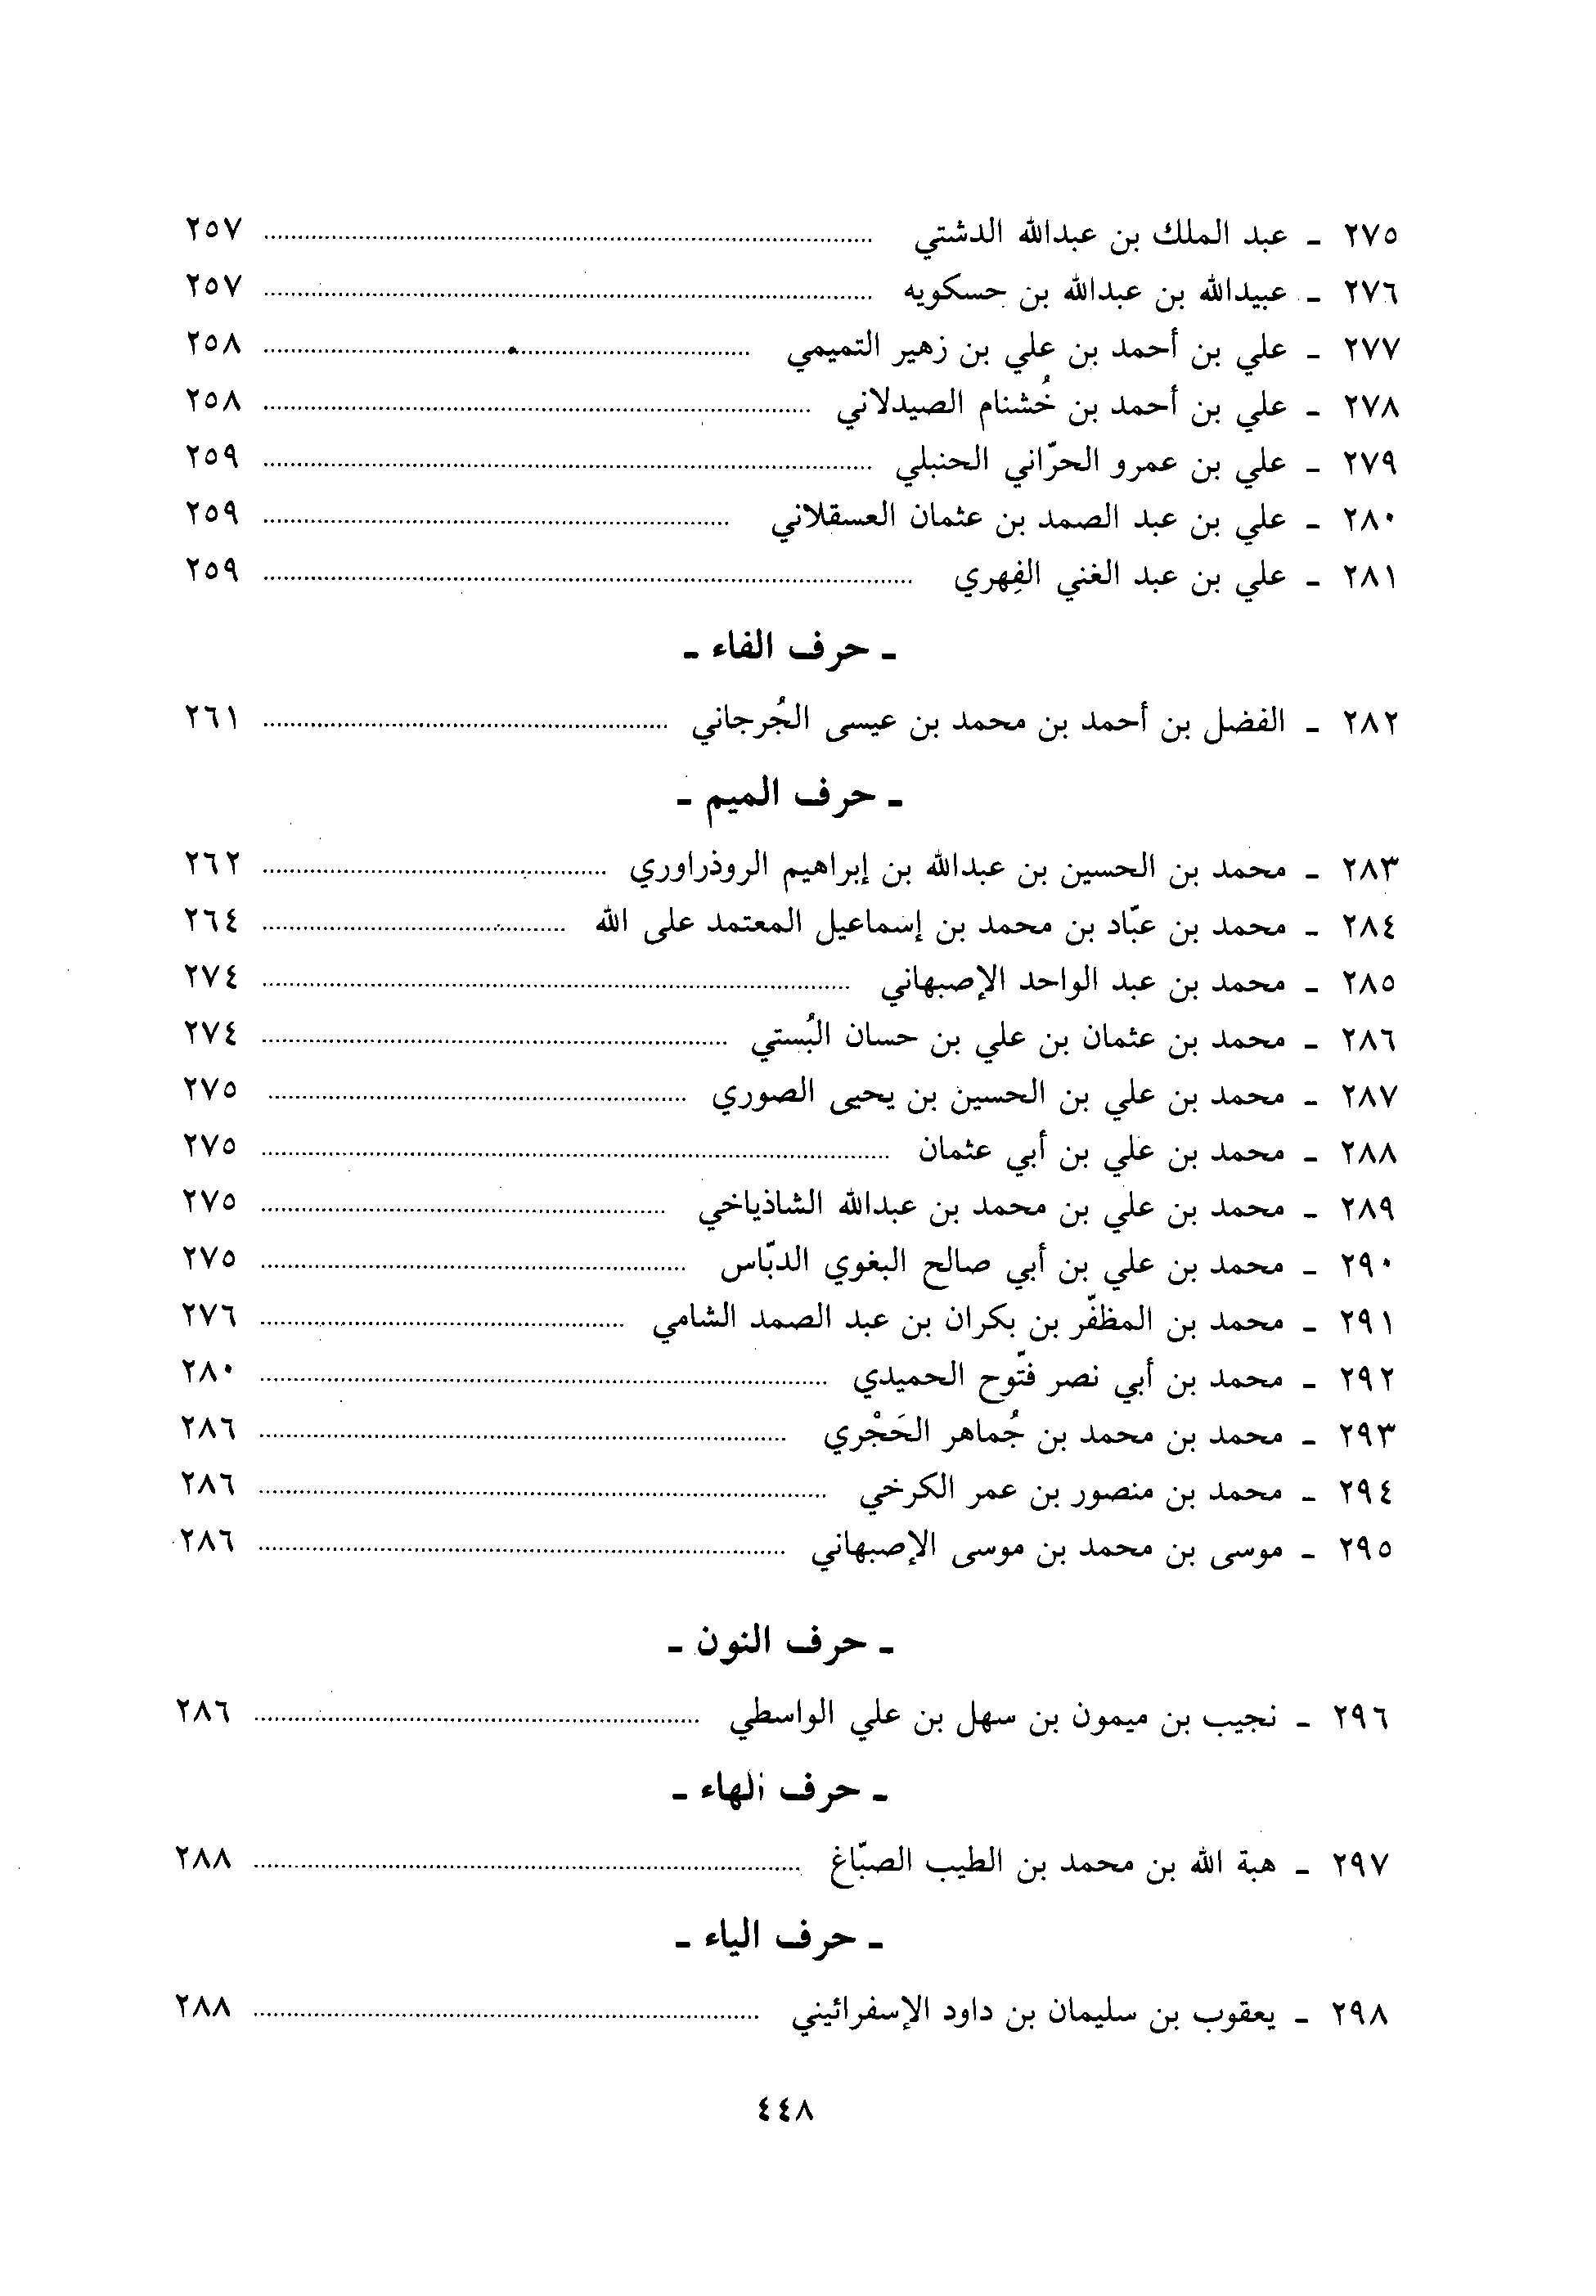 ٢٧٥ ـ عبد الملك بن عبدالله الدشتي ........ ٢٥٧
٢٧٦ ـ عبيدالله بن عبدالله بن حسكويه ........ ٢٥٧
٢٧٧ ـ علي بن أحمد بن علي بن زهير التميمي ........ ٢٥٨
٢٧٨ ـ علي بن أحمد بن خُشنام الصيدلاني ........ ٢٥٨
٢٧٩ ـ علي بن عمرو الحرّاني الحنبلي ........ ٢٥٩
٢٨٠ ـ علي بن عبد الصمد بن عثمان العسقلاني ........ ٢٥٩
٢٨١ ـ علي بن عبد الغني الفِهري ........ ٢٥٩
ـ حرف الفاء ـ
٢٨٢ ـ الفضل بن أحمد بن محمد بن عيسى الجُرجاني ........ ٢٦١
ـ حرف الميم ـ
٢٨٣ ـ محمد بن الحسين بن عبدالله بن إبراهيم الروذراوري ........ ٢٦٢
٢٨٤ ـ محمد بن عبّاد بن محمد بن إسماعيل المعتمد على الله ........ ٢٦٤
٢٨٥ ـ محمد بن عبد الواحد الإصبهاني ........ ٢٧٤
٢٨٦ ـ محمد بن عثمان بن علي بن حسان البُستي ........ ٢٧٤
٢٨٧ ـ محمد بن علي بن الحسين بن يحيى الصوري ........ ٢٧٥
٢٨٨ ـ محمد بن علي بن أبي عثمان ........ ٢٧٥
٢٨٩ ـ محمد بن علي بن محمد بن عبدالله الشاذياخي ........ ٢٧٥
٢٩٠ ـ محمد بن علي بن أبي صالح البغوي الدبّاس ........ ٢٧٥
٢٩١ ـ محمد بن المظفّر بن بكران بن عبد الصمد الشامي ........ ٢٧٦
٢٩٢ ـ محمد بن أبي نصر فتّوح الحميدي ........ ٢٨٠
٢٩٣ ـ محمد بن محمد بن جُماهر الحَجْري ........ ٢٨٦
٢٩٤ ـ محمد بن منصور بن عمر الكرخي ........ ٢٨٦
٢٩٥ ـ موسى بن محمد بن موسى الإصبهاني ........ ٢٨٦
ـ حرف النون ـ
٢٩٦ ـ نجيب بن ميمون بن سهل بن علي الواسطي ........ ٢٨٦
ـ حرف الهاء ـ
٢٩٧ ـ هبة الله بن محمد بن الطيب الصبّاغ ........ ٢٨٨
ـ حرف الياء ـ
٢٩٨ ـ يعقوب بن سليمان بن داود الإسفرائيني ........ ٢٨٨
٤٤٨